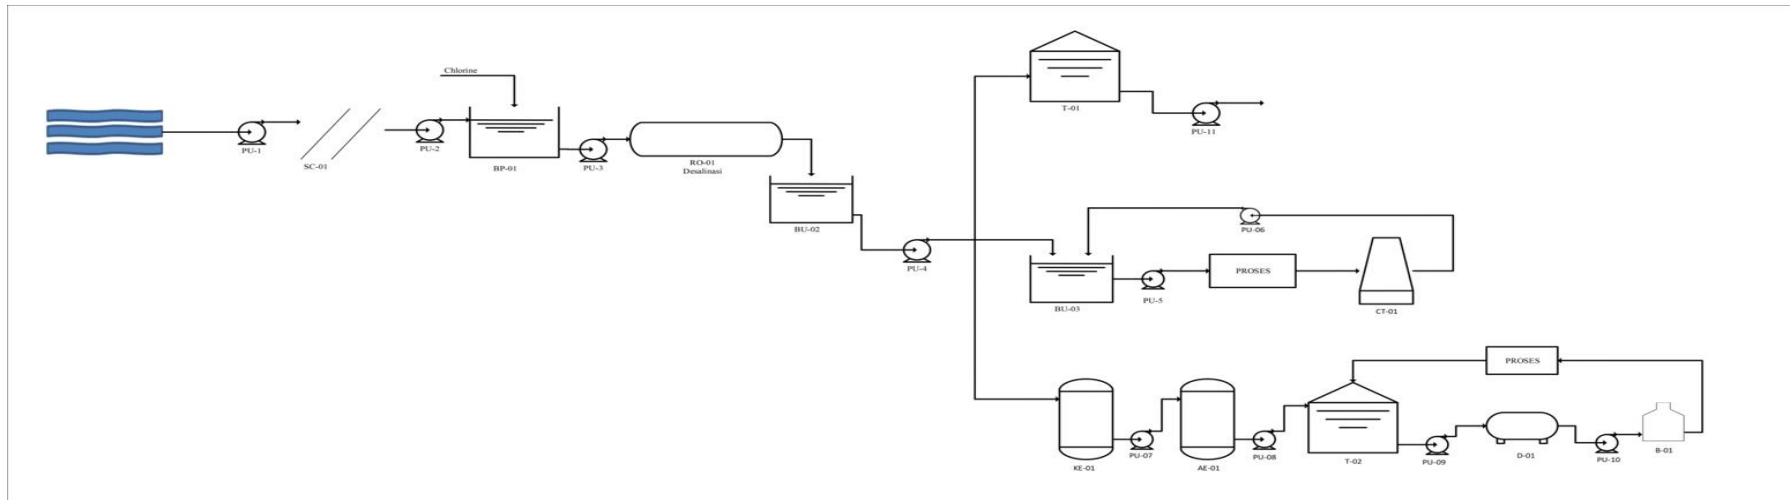 Chlorine
PU-1
SC-01
PU-2
BP-01
PU-3
RO-01
Desalinasi
BU-02
PU-4
T-01
PU-11
PU-06
BU-03
PU-5
PROSES
CT-01
PROSES
KE-01
PU-07
AE-01
PU-08
T-02
PU-09
D-01
PU-10
B-01